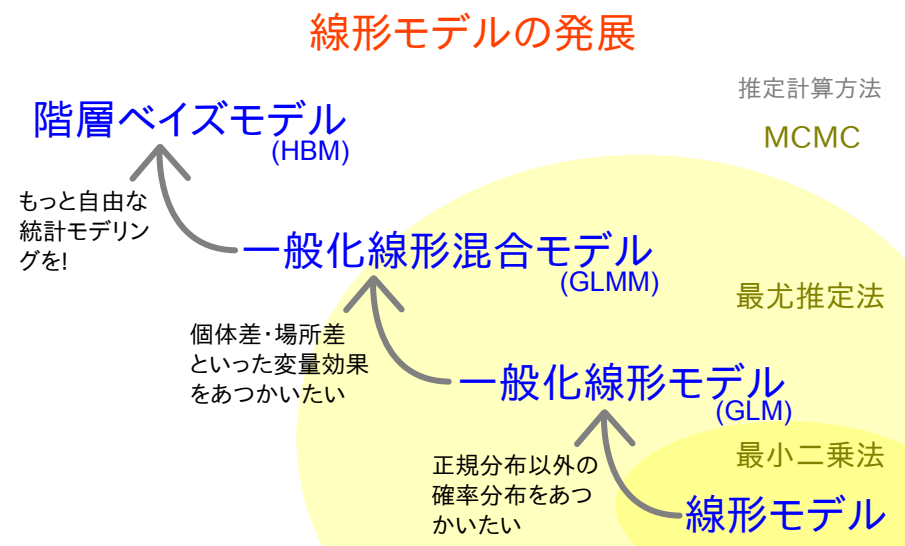 線形モデルの発展
推定計算方法
MCMC
階層ベイズモデル
(HBM)
もっと自由な
統計モデリン
グを!
一般化線形混合モデル
(GLMM)
最尤推定法
個体差・場所差
といった変量効果
をあつかいたい
一般化線形モデル
(GLM)
最小二乗法
正規分布以外の
確率分布をあつ
かいたい
線形モデル